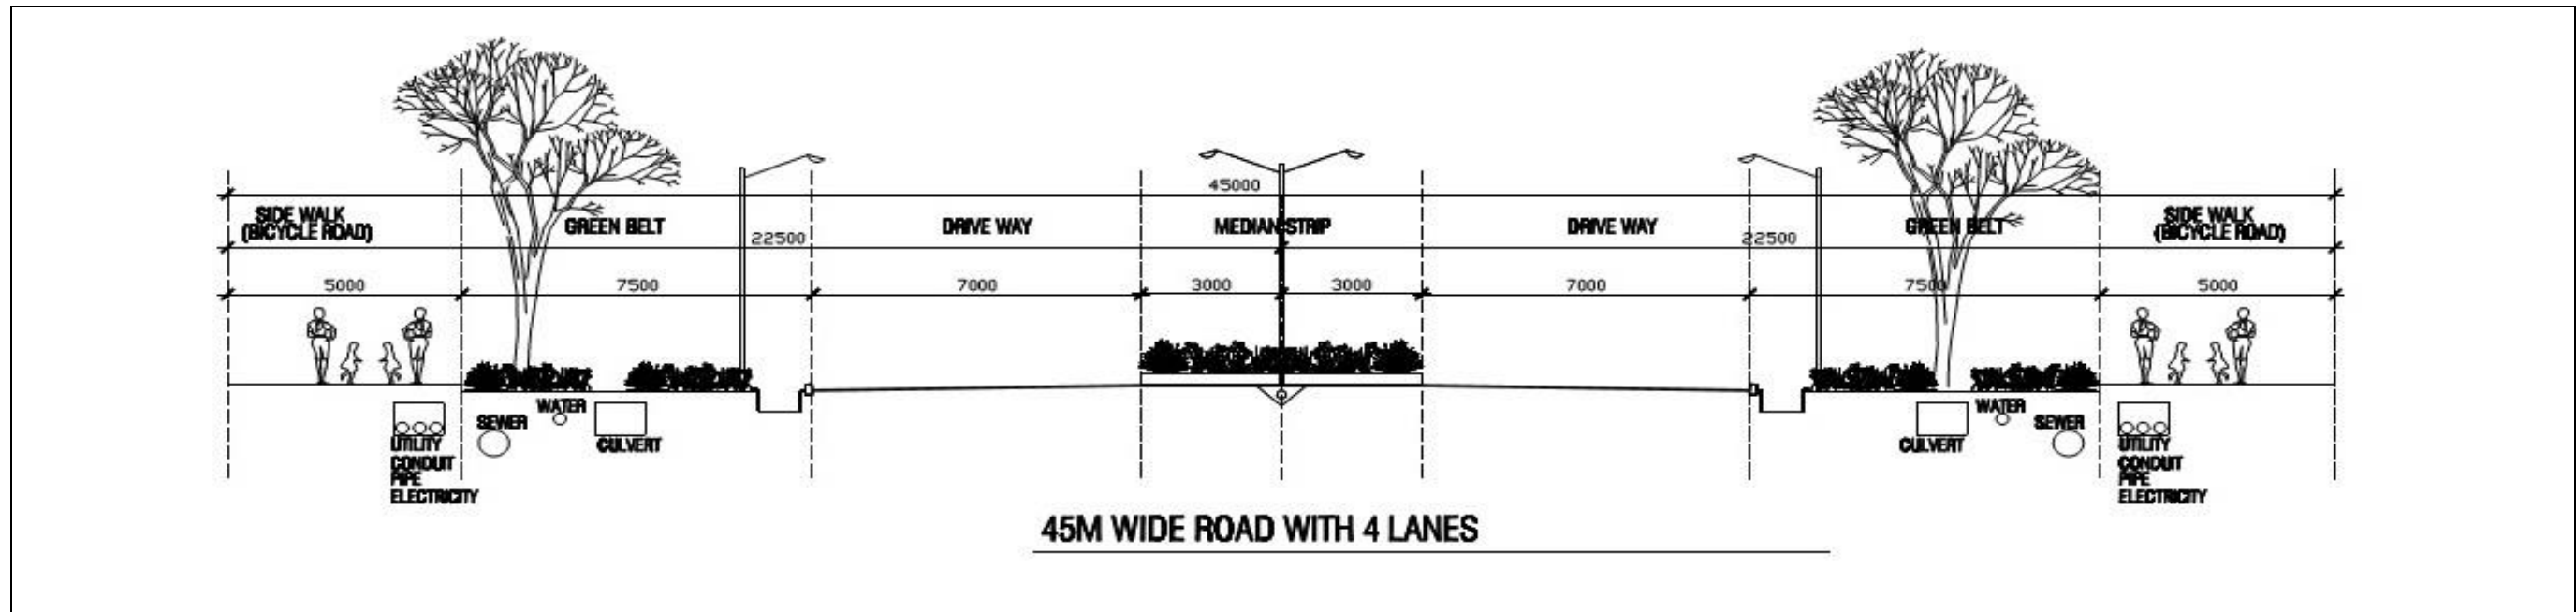 45000
SIDE WALK
(BICYCLE ROAD)
GREEN BELT
DRIVE WAY
MEDIAN STRIP
DRIVE WAY
GREEN BELT
SIDE WALK
(BICYCLE ROAD)
22500
22500
5000
7500
7000
3000
3000
7000
7500
5000
UTILITY
CONDUIT
PIPE
ELECTRICITY
SEWER
WATER
CULVERT
CULVERT
WATER
SEWER
UTILITY
CONDUIT
PIPE
ELECTRICITY
45M WIDE ROAD WITH 4 LANES